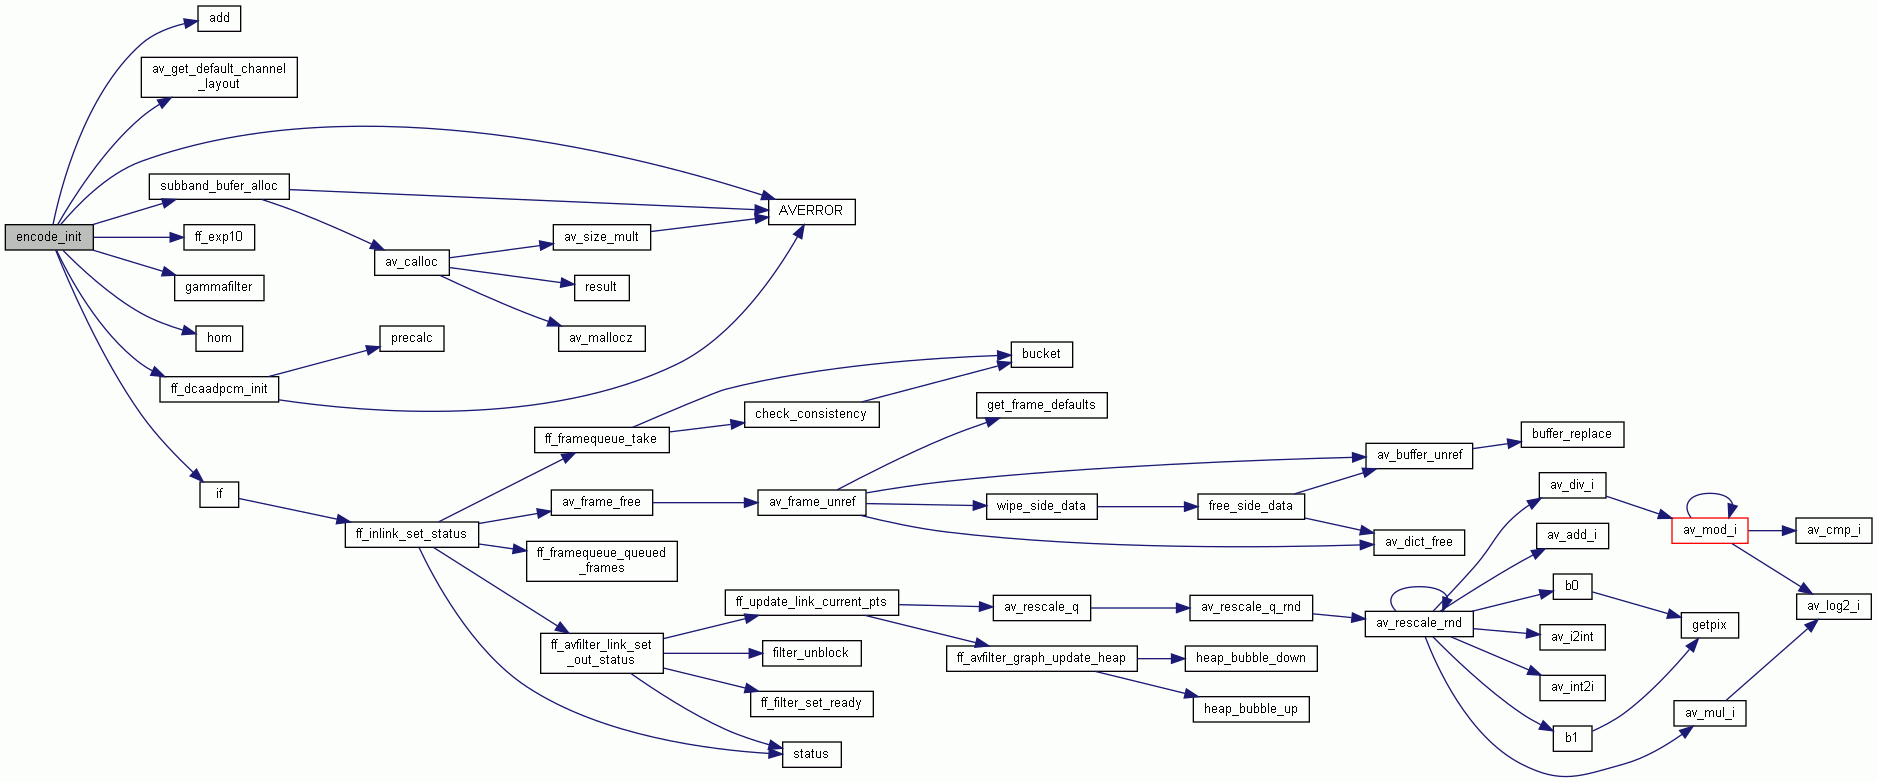 add
av_get_default_channel
_layout
subband_bufer_alloc
AVERROR
encode_init
ff_exp10
av_size_mult
av_calloc
gammafilter
result
hom
precalc
av_mallocz
bucket
ff_dcaadpcm_init
check_consistency
get_frame_defaults
ff_framequeue_take
buffer_replace
av_buffer_unref
if
av_frame_free
av_frame_unref
wipe_side_data
free_side_data
av_div_i
ff_inlink_set_status
av_dict_free
av_add_i
av_mod_i
av_cmp_i
ff_framequeue_queued
_frames
b0
ff_update_link_current_pts
av_rescale_q
av_rescale_q_rnd
av_rescale_rnd
av_log2_i
getpix
av_i2int
ff_avfilter_link_set
_out_status
filter_unblock
ff_avfilter_graph_update_heap
heap_bubble_down
av_int2i
ff_filter_set_ready
heap_bubble_up
av_mul_i
b1
status